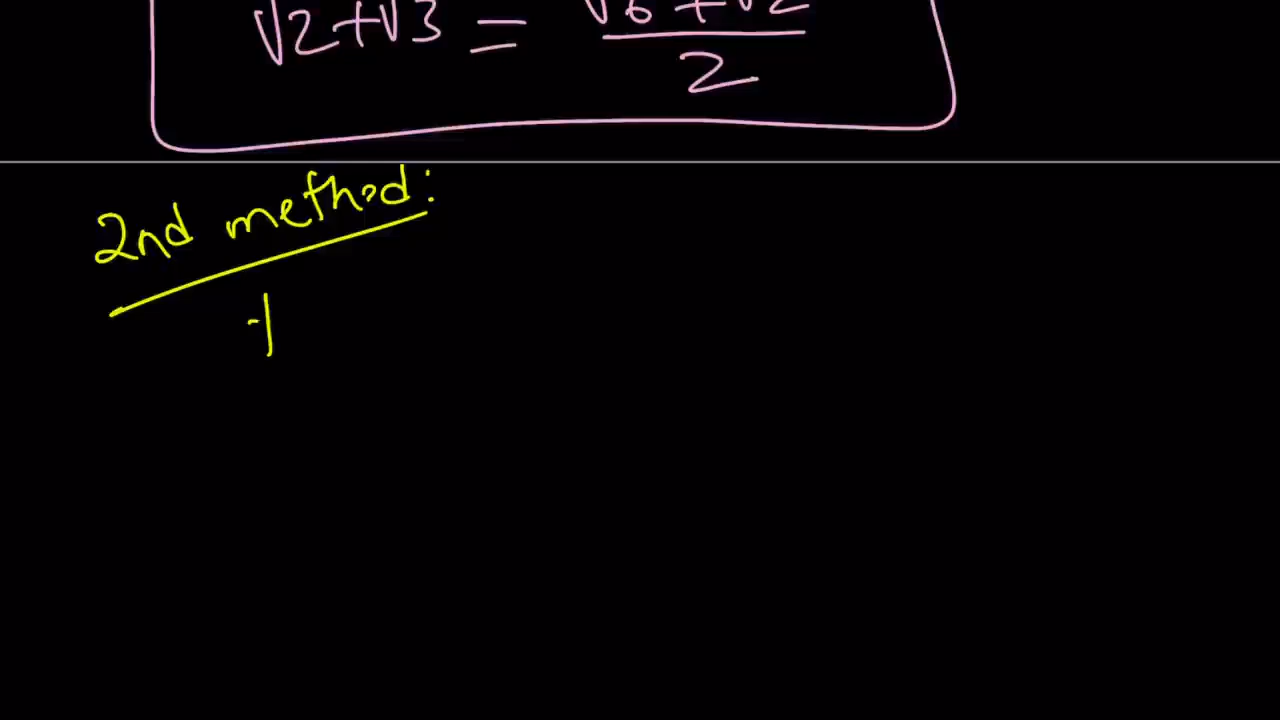 √2+√3 = (√6+√2)/2
2nd method: